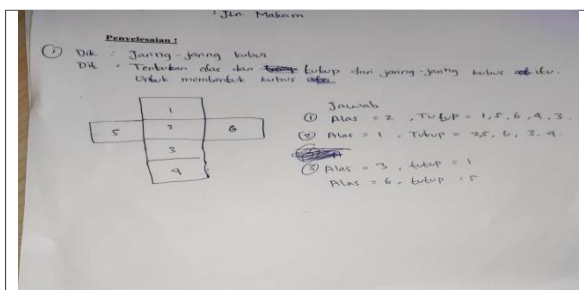 : Jln. Makam
Penyelesaian :
① Dik : Jaring-jaring kubus
Dit : Tentukan alas dan tutup dari jaring-jaring kubus itu.
Untuk membentuk kubus
1
5 2 6
3
4
Jawab
① Alas = 2 , Tutup = 1, 5, 6, 4, 3.
② Alas = 1 , Tutup = 2,5, 6, 3, 4.
③ Alas = 3 , tutup = 1
Alas = 6 , tutup = 5